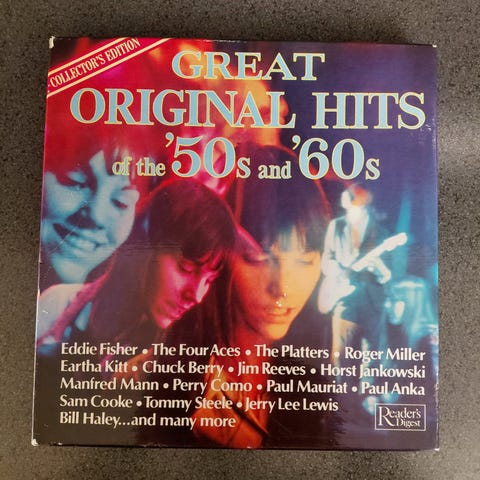 COLLECTOR'S EDITION
GREAT
ORIGINAL HITS
of the '50s and '60s
Eddie Fisher • The Four Aces • The Platters • Roger Miller
Eartha Kitt • Chuck Berry • Jim Reeves • Horst Jankowski
Manfred Mann • Perry Como • Paul Mauriat • Paul Anka
Sam Cooke • Tommy Steele • Jerry Lee Lewis
Bill Haley...and many more
Reader's
Digest